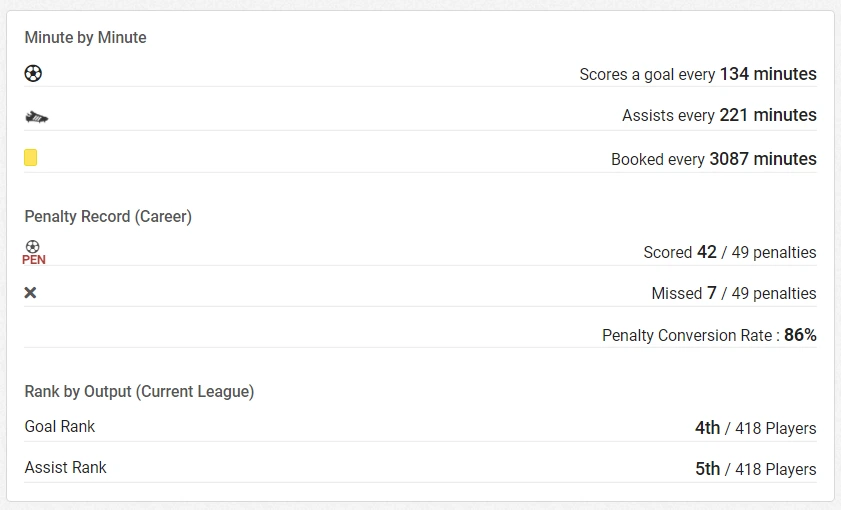 Minute by Minute
Scores a goal every 134 minutes
Assists every 221 minutes
Booked every 3087 minutes
Penalty Record (Career)
PEN
Scored 42 / 49 penalties
Missed 7 / 49 penalties
Penalty Conversion Rate : 86%
Rank by Output (Current League)
Goal Rank 4th / 418 Players
Assist Rank 5th / 418 Players